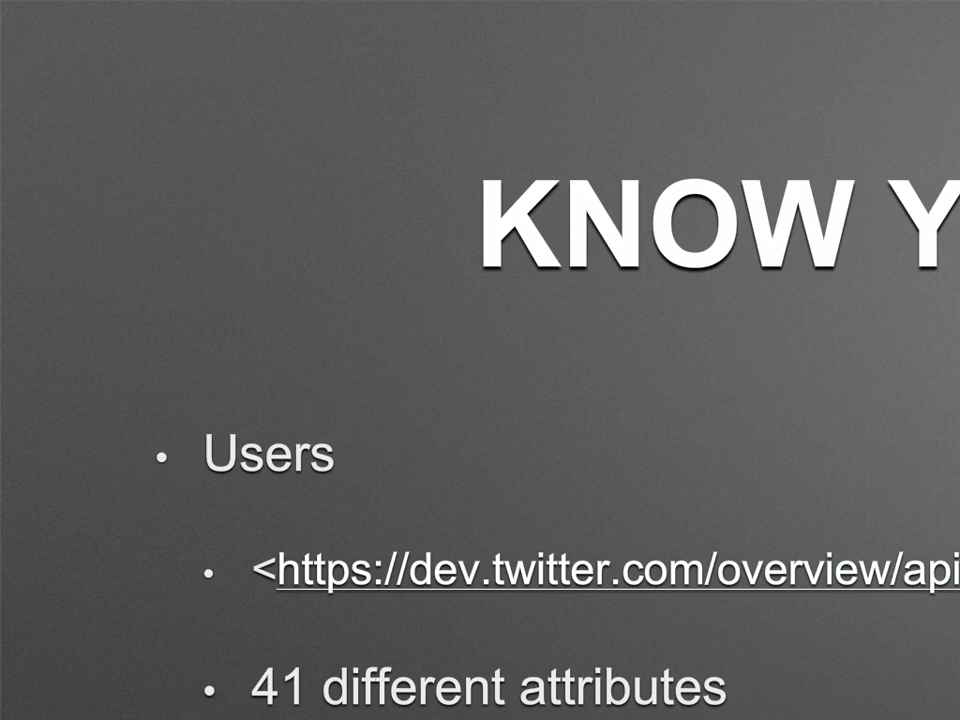 KNOW Y
• Users
• <https://dev.twitter.com/overview/api
• 41 different attributes